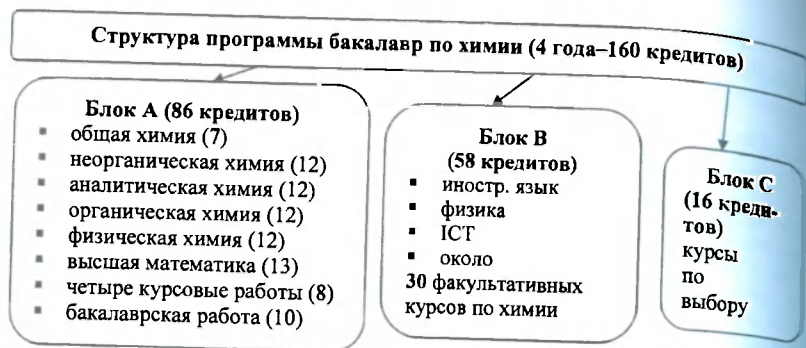 Структура программы бакалавр по химии (4 года–160 кредитов)
Блок А (86 кредитов)
▪ общая химия (7)
▪ неорганическая химия (12)
▪ аналитическая химия (12)
▪ органическая химия (12)
▪ физическая химия (12)
▪ высшая математика (13)
▪ четыре курсовые работы (8)
▪ бакалаврская работа (10)
Блок В
(58 кредитов)
▪ иностр. язык
▪ физика
▪ ICT
▪ около
30 факультативных
курсов по химии
Блок С
(16 креди-
тов)
курсы
по
выбору